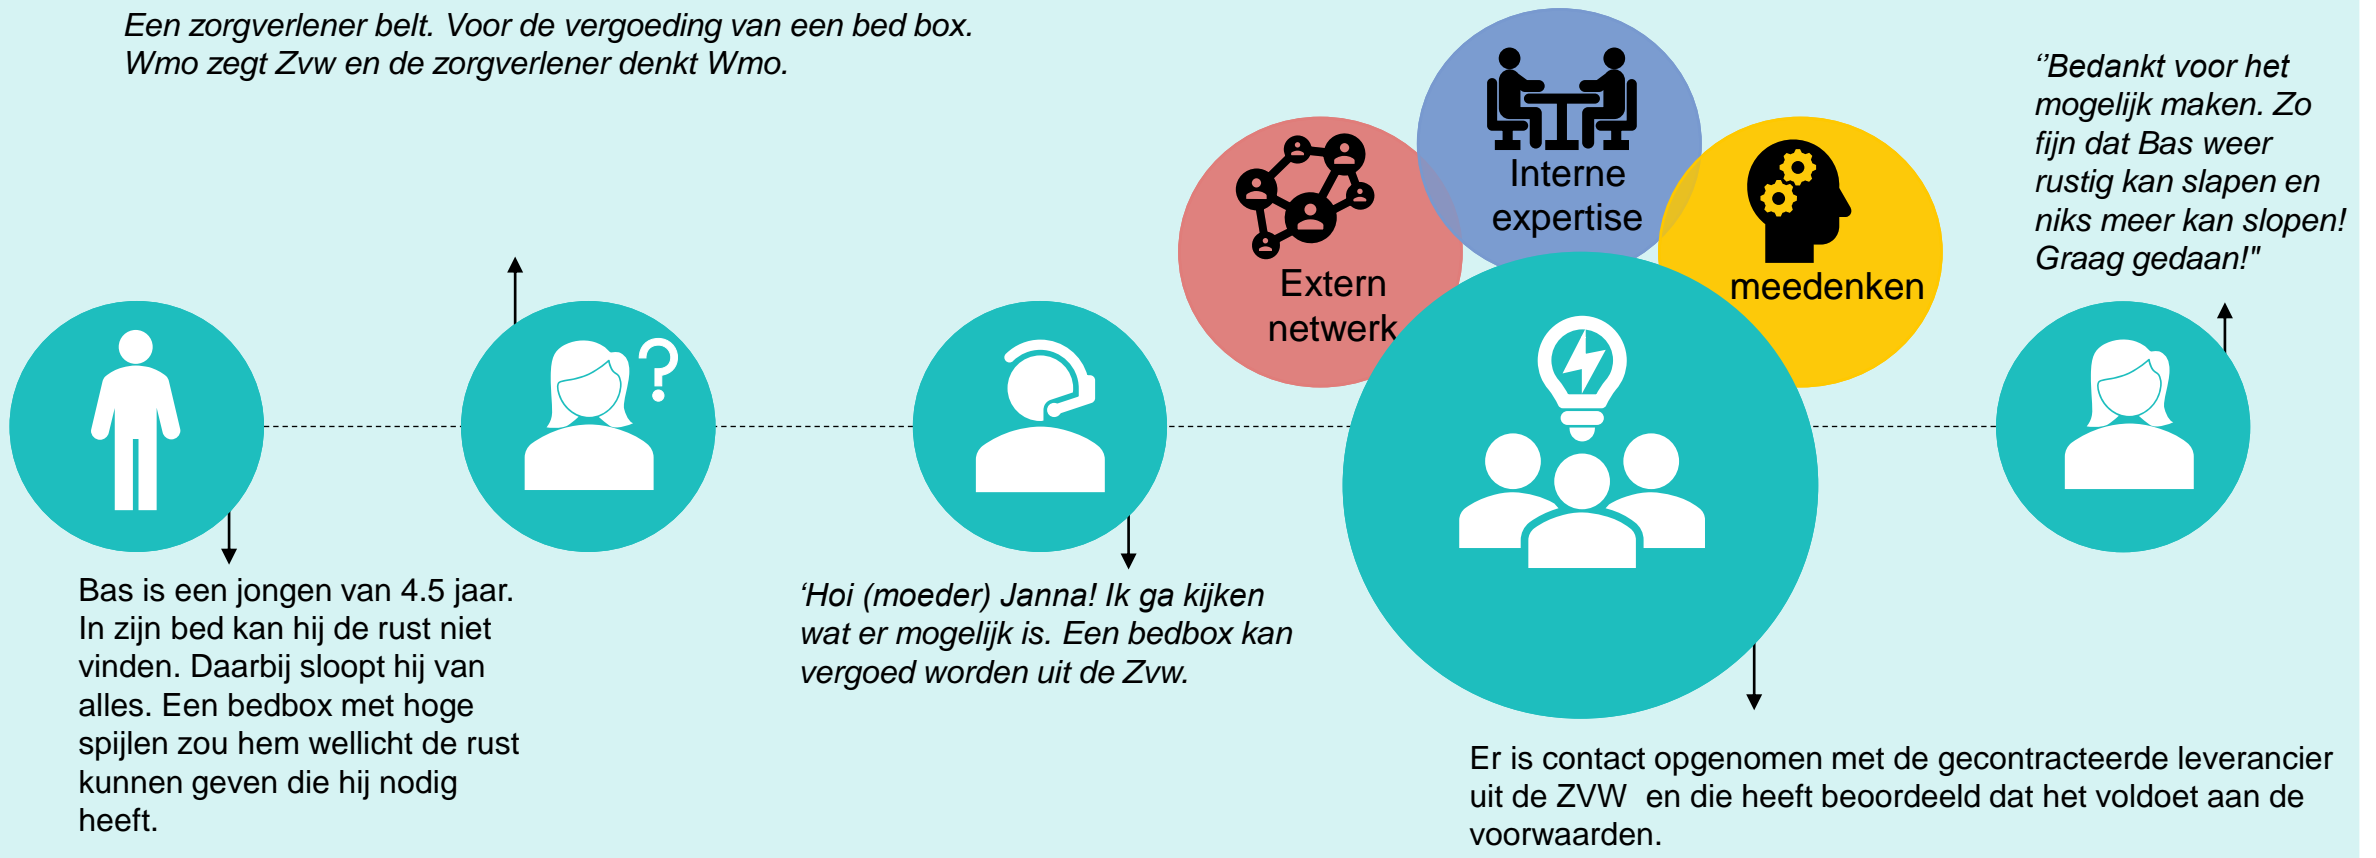 Een zorgverlener belt. Voor de vergoeding van een bed box.
Wmo zegt Zvw en de zorgverlener denkt Wmo.
Bas is een jongen van 4.5 jaar.
In zijn bed kan hij de rust niet
vinden. Daarbij sloopt hij van
alles. Een bedbox met hoge
spijlen zou hem wellicht de rust
kunnen geven die hij nodig
heeft.
?
‘Hoi (moeder) Janna! Ik ga kijken
wat er mogelijk is. Een bedbox kan
vergoed worden uit de Zvw.
Extern
netwerk
Interne
expertise
meedenken
Er is contact opgenomen met de gecontracteerde leverancier
uit de ZVW en die heeft beoordeeld dat het voldoet aan de
voorwaarden.
‘’Bedankt voor het
mogelijk maken. Zo
fijn dat Bas weer
rustig kan slapen en
niks meer kan slopen!
Graag gedaan!"